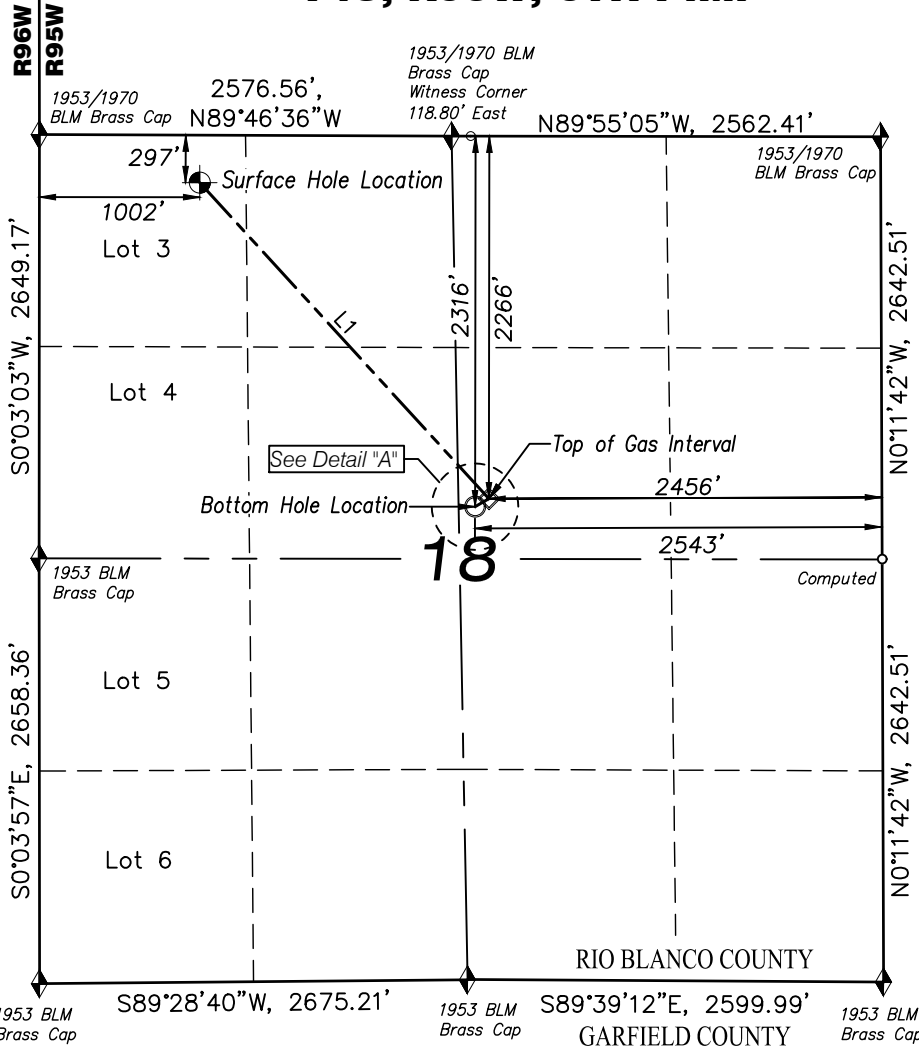 R96W
R95W
1953/1970
BLM Brass Cap
2576.56',
N89°46'36"W
1953/1970 BLM
Brass Cap
Witness Corner
118.80' East
N89°55'05"W, 2562.41'
1953/1970
BLM Brass Cap
297'
Surface Hole Location
1002'
Lot 3
S0°03'03"W, 2649.17'
L1
2316'
2266'
N0°11'42"W, 2642.51'
Lot 4
See Detail "A"
Top of Gas Interval
Bottom Hole Location
2456'
2543'
18
1953 BLM
Brass Cap
Computed
Lot 5
S0°03'57"E, 2658.36'
N0°11'42"W, 2642.51'
Lot 6
RIO BLANCO COUNTY
S89°28'40"W, 2675.21'
S89°39'12"E, 2599.99'
1953 BLM
Brass Cap
1953 BLM
Brass Cap
1953 BLM
Brass Cap
GARFIELD COUNTY